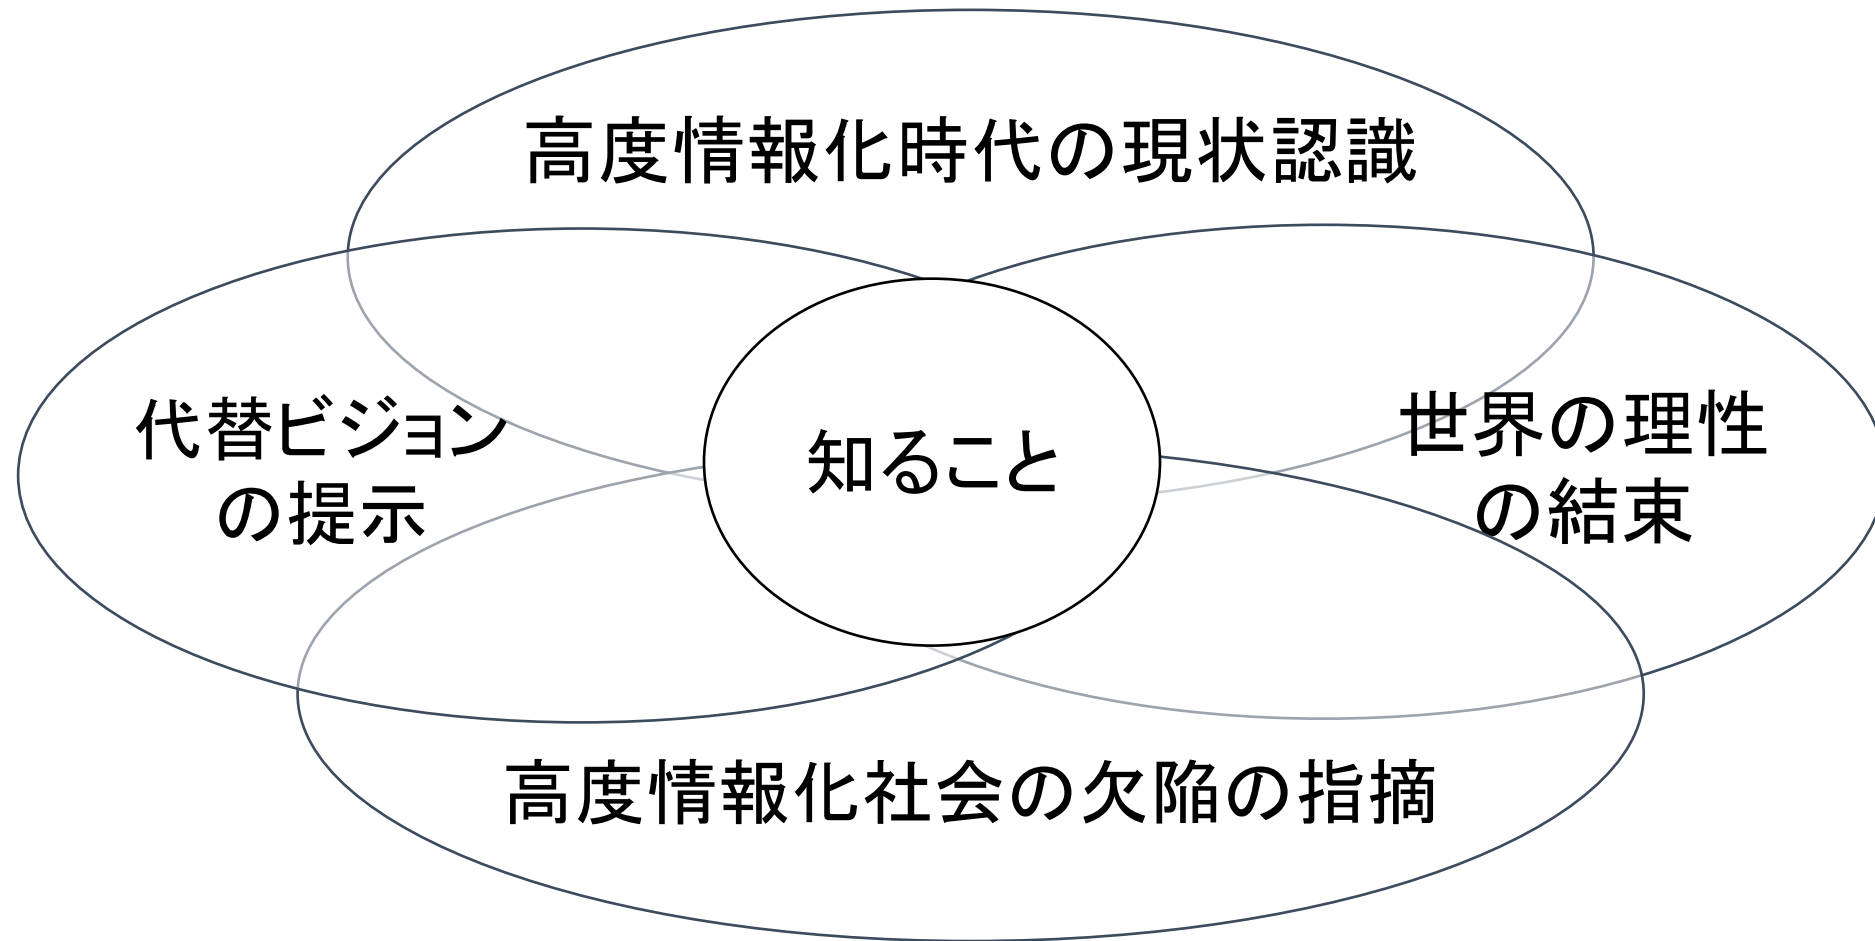 高度情報化時代の現状認識
代替ビジョン
の提示
知ること
世界の理性
の結束
高度情報化社会の欠陥の指摘